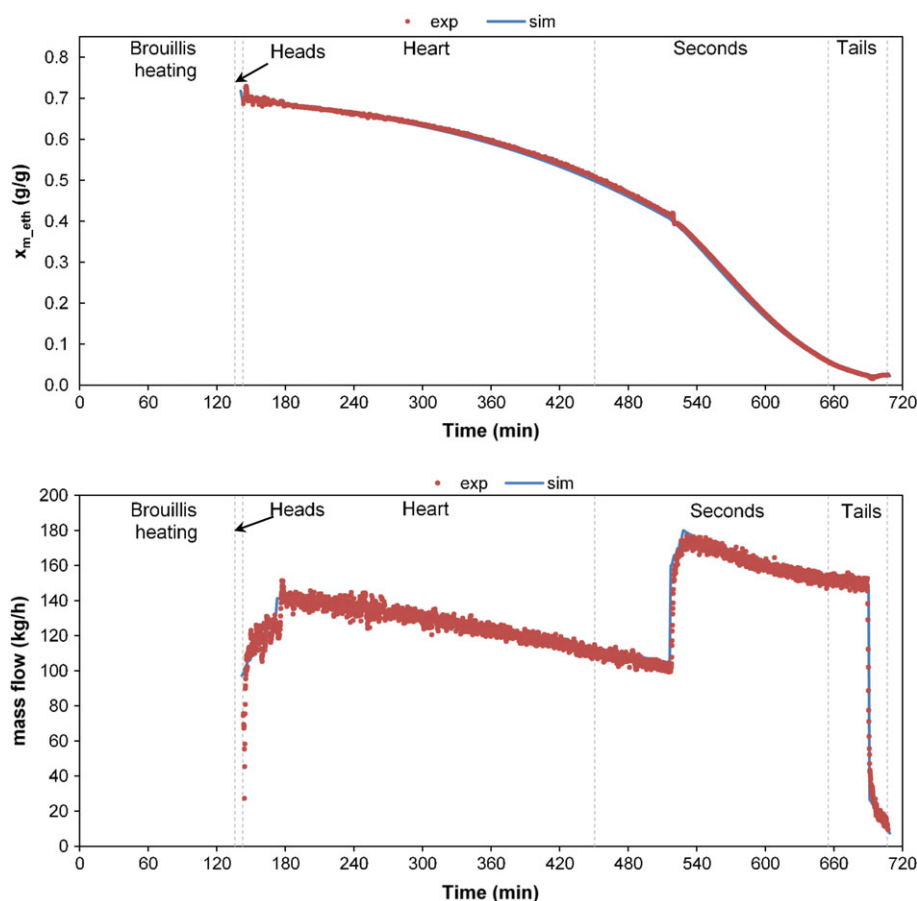 exp sim
Brouillis heating
Heads
Heart
Seconds
Tails
0.8
0.7
0.6
0.5
0.4
0.3
0.2
0.1
0.0
x_m_eth (g/g)
0 60 120 180 240 300 360 420 480 540 600 660 720
Time (min)
exp sim
Brouillis heating
Heads
Heart
Seconds
Tails
200
180
160
140
120
100
80
60
40
20
0
mass flow (kg/h)
0 60 120 180 240 300 360 420 480 540 600 660 720
Time (min)